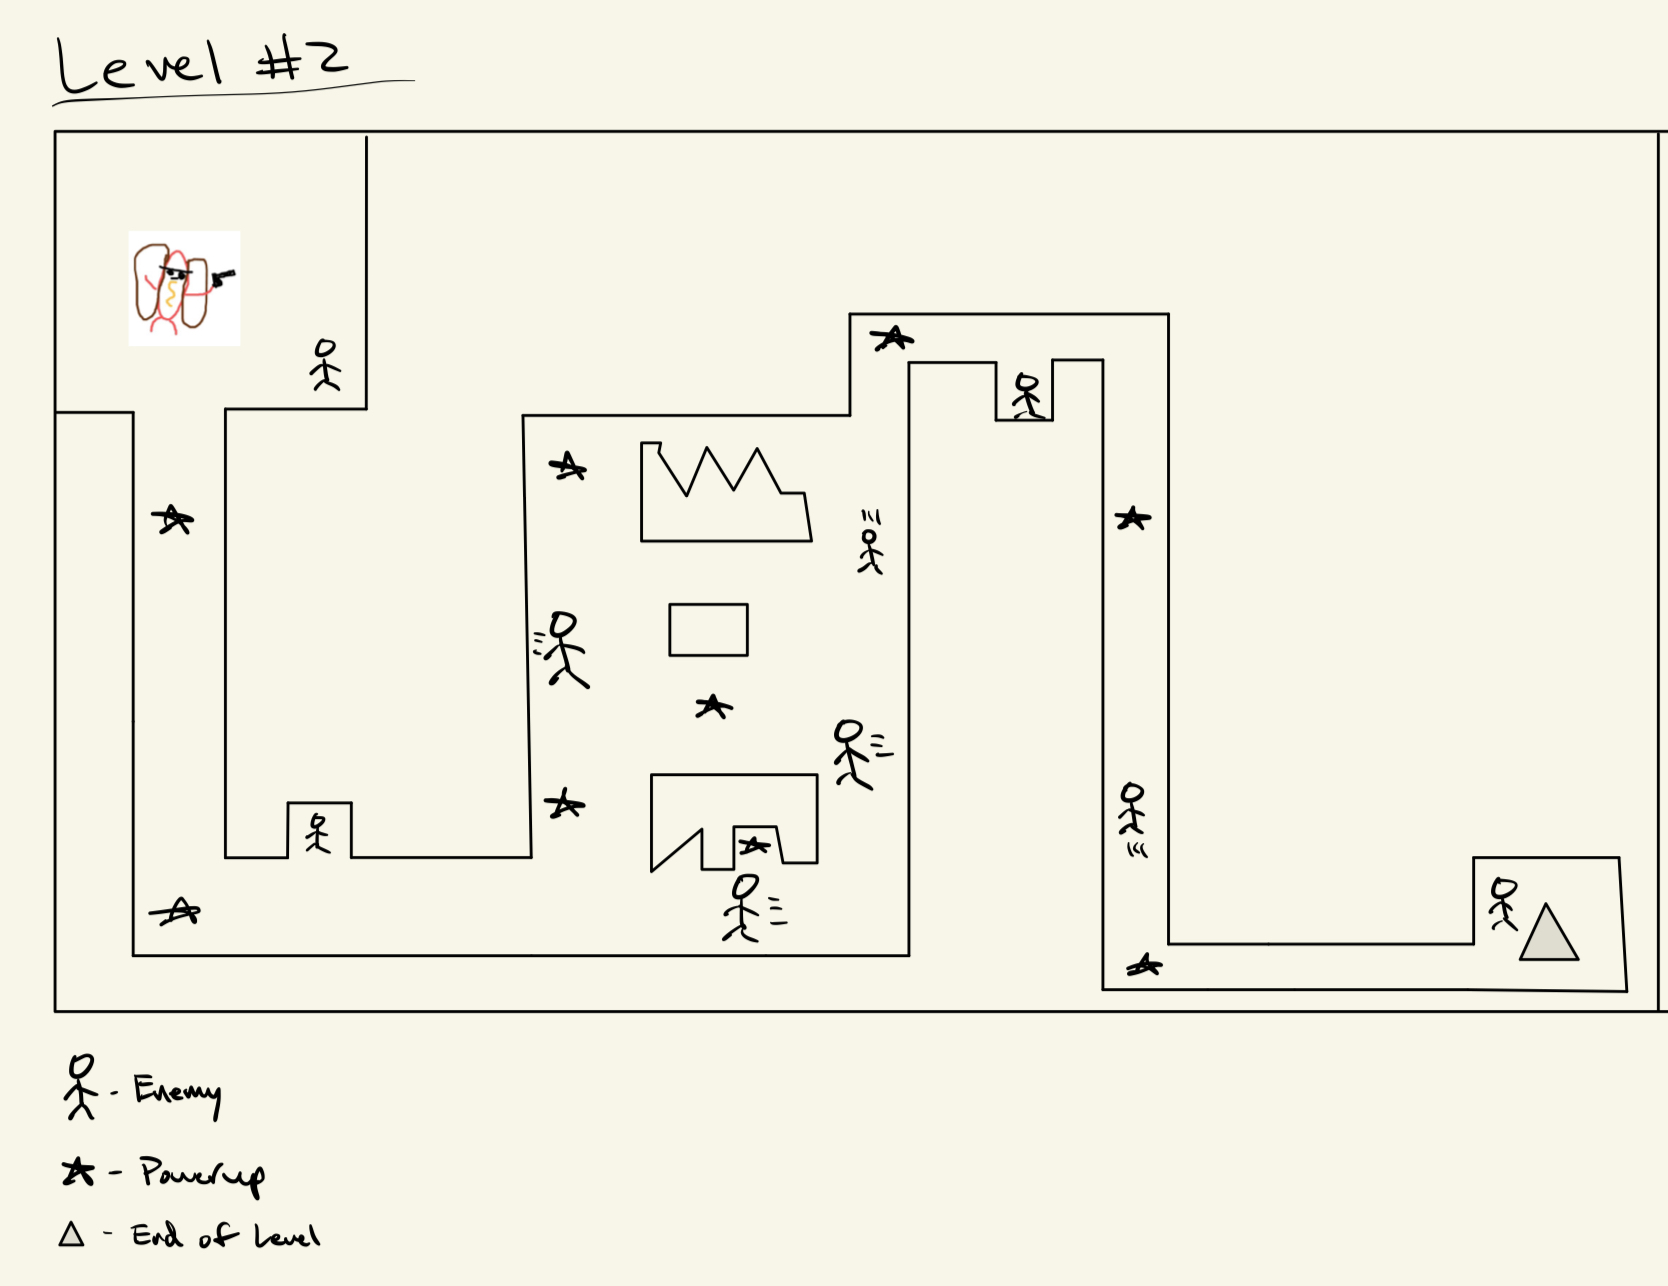 Level #2
- Enemy
- Powerup
- End of Level